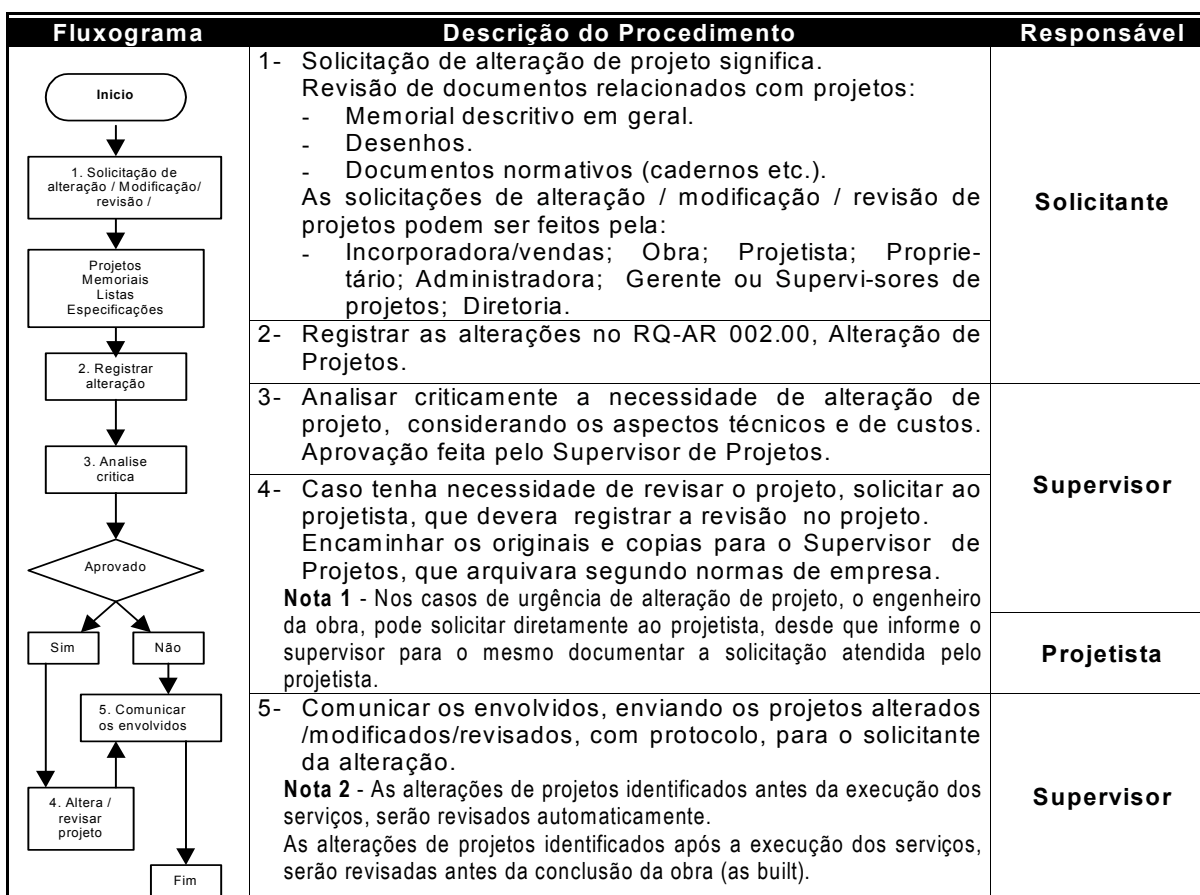 Fluxograma
Descrição do Procedimento
Responsável
Inicio
1. Solicitação de
alteração / Modificação/
revisão /
Projetos
Memoriais
Listas
Especificações
2. Registrar
alteração
3. Analise
critica
Aprovado
Sim
Não
5. Comunicar
os envolvidos
4. Altera /
revisar
projeto
Fim
1- Solicitação de alteração de projeto significa.
Revisão de documentos relacionados com projetos:
- Memorial descritivo em geral.
- Desenhos.
- Documentos normativos (cadernos etc.).
As solicitações de alteração / modificação / revisão de
projetos podem ser feitos pela:
- Incorporadora/vendas; Obra; Projetista; Proprie-
tário; Administradora; Gerente ou Supervi-sores de
projetos; Diretoria.
2- Registrar as alterações no RQ-AR 002.00, Alteração de
Projetos.
Solicitante
3- Analisar criticamente a necessidade de alteração de
projeto, considerando os aspectos técnicos e de custos.
Aprovação feita pelo Supervisor de Projetos.
4- Caso tenha necessidade de revisar o projeto, solicitar ao
projetista, que devera registrar a revisão no projeto.
Encaminhar os originais e copias para o Supervisor de
Projetos, que arquivara segundo normas de empresa.
Nota 1 - Nos casos de urgência de alteração de projeto, o engenheiro
da obra, pode solicitar diretamente ao projetista, desde que informe o
supervisor para o mesmo documentar a solicitação atendida pelo
projetista.
Supervisor
Projetista
5- Comunicar os envolvidos, enviando os projetos alterados
/modificados/revisados, com protocolo, para o solicitante
da alteração.
Nota 2 - As alterações de projetos identificados antes da execução dos
serviços, serão revisados automaticamente.
As alterações de projetos identificados após a execução dos serviços,
serão revisadas antes da conclusão da obra (as built).
Supervisor